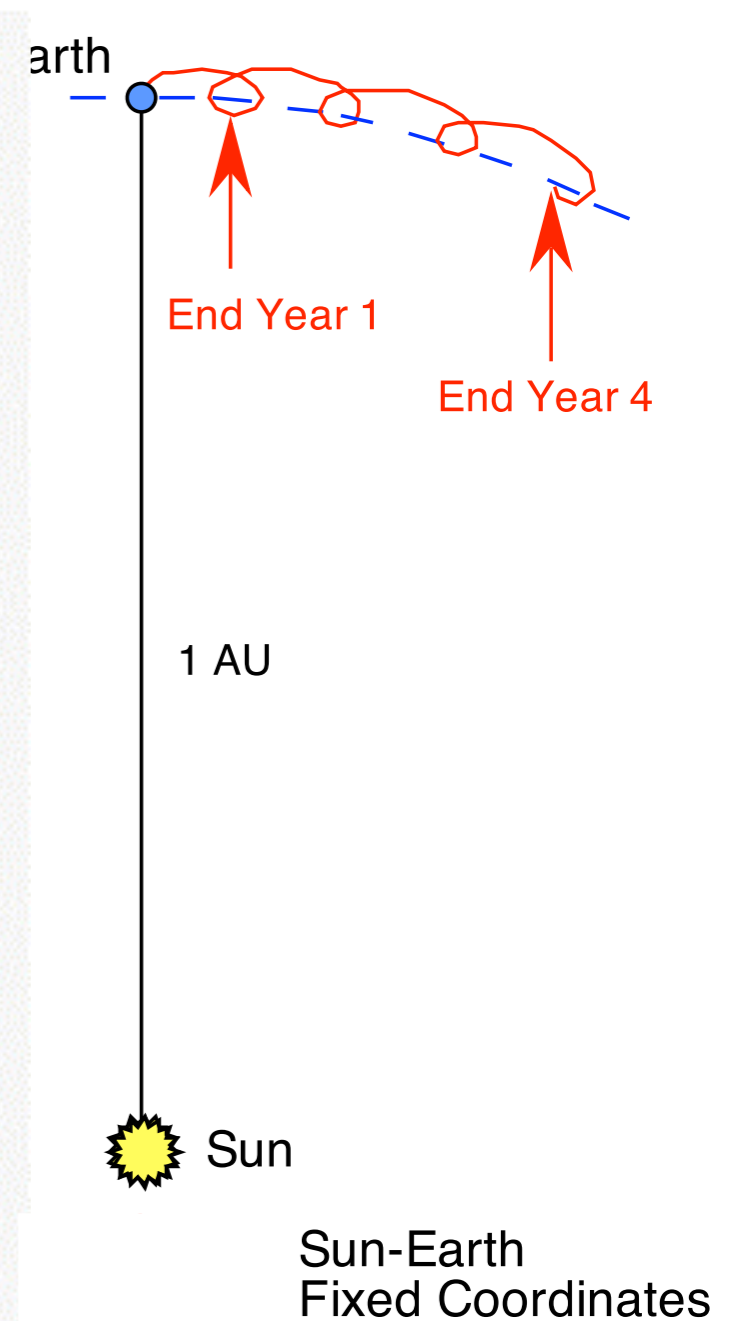 arth
End Year 1
End Year 4
1 AU
Sun
Sun-Earth
Fixed Coordinates